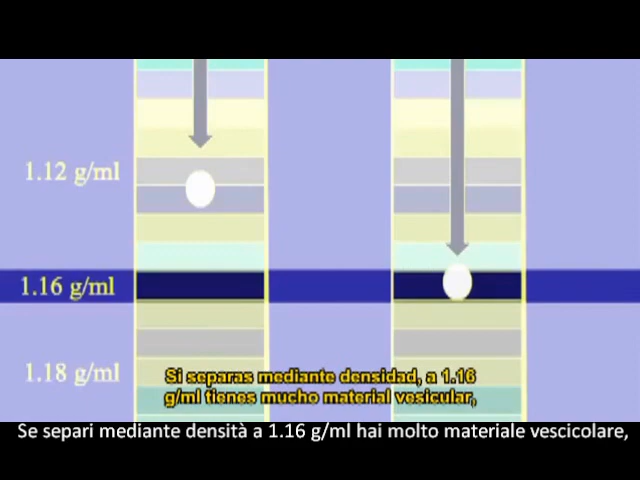 1.12 g/ml
1.16 g/ml
1.18 g/ml
Si separas mediante densidad, a 1.16
g/ml tienes mucho material vesicular,
Se separi mediante densità a 1.16 g/ml hai molto materiale vescicolare,